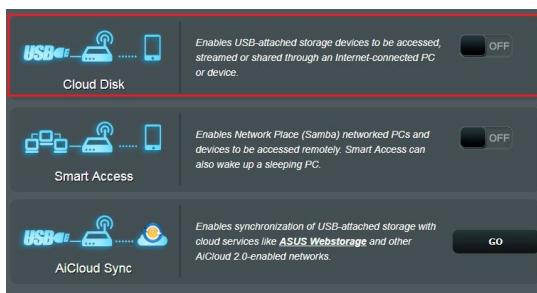 USB
Cloud Disk
Enables USB-attached storage devices to be accessed,
streamed or shared through an Internet-connected PC
or device.
OFF
Smart Access
Enables Network Place (Samba) networked PCs and
devices to be accessed remotely. Smart Access can
also wake up a sleeping PC.
OFF
USB
AiCloud Sync
Enables synchronization of USB-attached storage with
cloud services like ASUS Webstorage and other
AiCloud 2.0-enabled networks.
GO